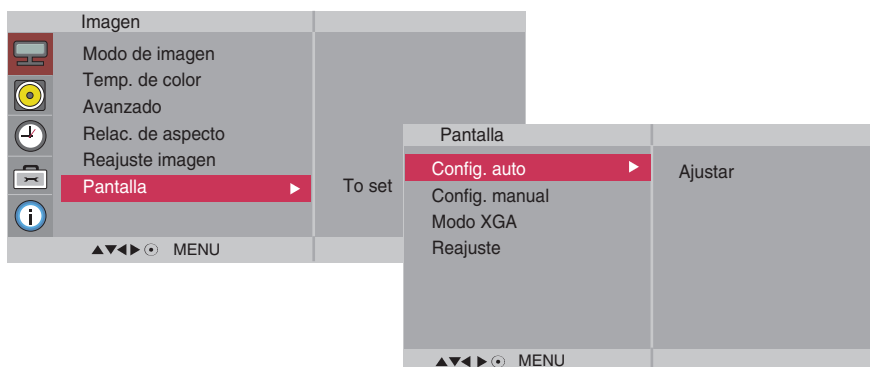 Imagen
Modo de imagen
Temp. de color
Avanzado
Relac. de aspecto
Reajuste imagen
Pantalla ▶
To set
▲▼◀▶⊙ MENU
Pantalla
Config. auto ▶
Ajustar
Config. manual
Modo XGA
Reajuste
▲▼◀▶⊙ MENU